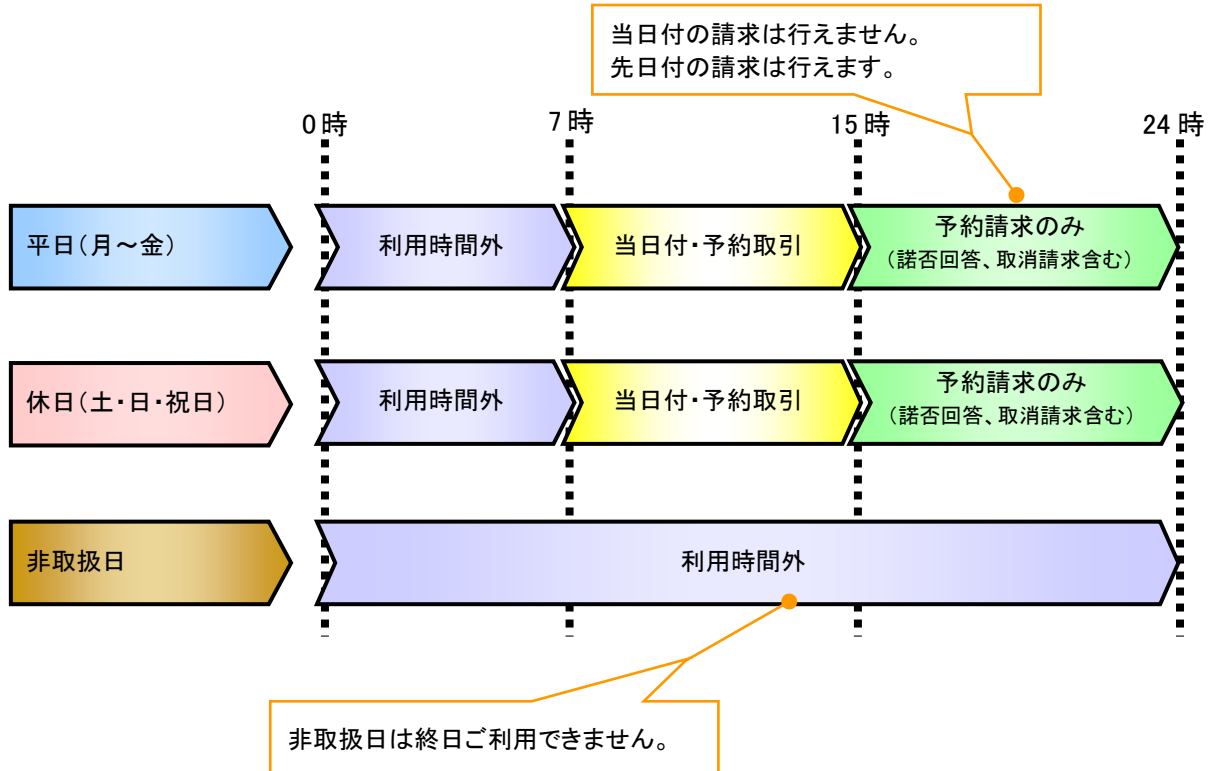 当日付の請求は行えません。
先日付の請求は行えます。
0時
7時
15時
24時
平日(月~金)
利用時間外
当日付・予約取引
予約請求のみ
(諾否回答、取消請求含む)
休日(土・日・祝日)
利用時間外
当日付・予約取引
予約請求のみ
(諾否回答、取消請求含む)
非取扱日
利用時間外
非取扱日は終日ご利用できません。